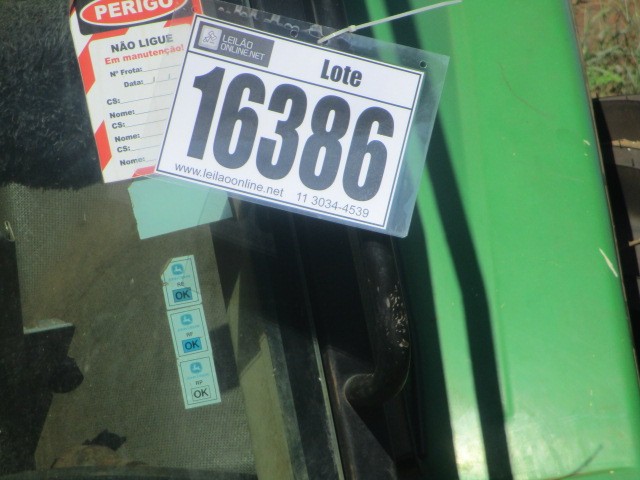 PERIGO
NÃO LIGUE
Em manutenção!
Nº Frota:
Data: / /
CS:
Nome:
CS:
Nome:
CS:
Nome:
LEILÃO
ONLINE.NET
Lote
16386
www.leilaoonline.net 11 3034-4539
OK
OK
OK